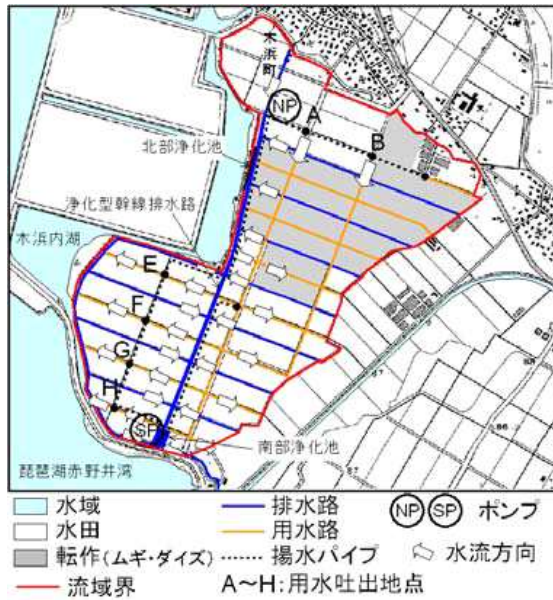 木浜町
NP
A
B
北部浄化池
浄化型幹線排水路
木浜内湖
E
F
G
H
SP
南部浄化池
琵琶湖赤野井湾
水域
排水路
NP SP ポンプ
水田
用水路
転作(ムギ・ダイズ)
揚水パイプ
水流方向
流域界
A〜H:用水吐出地点